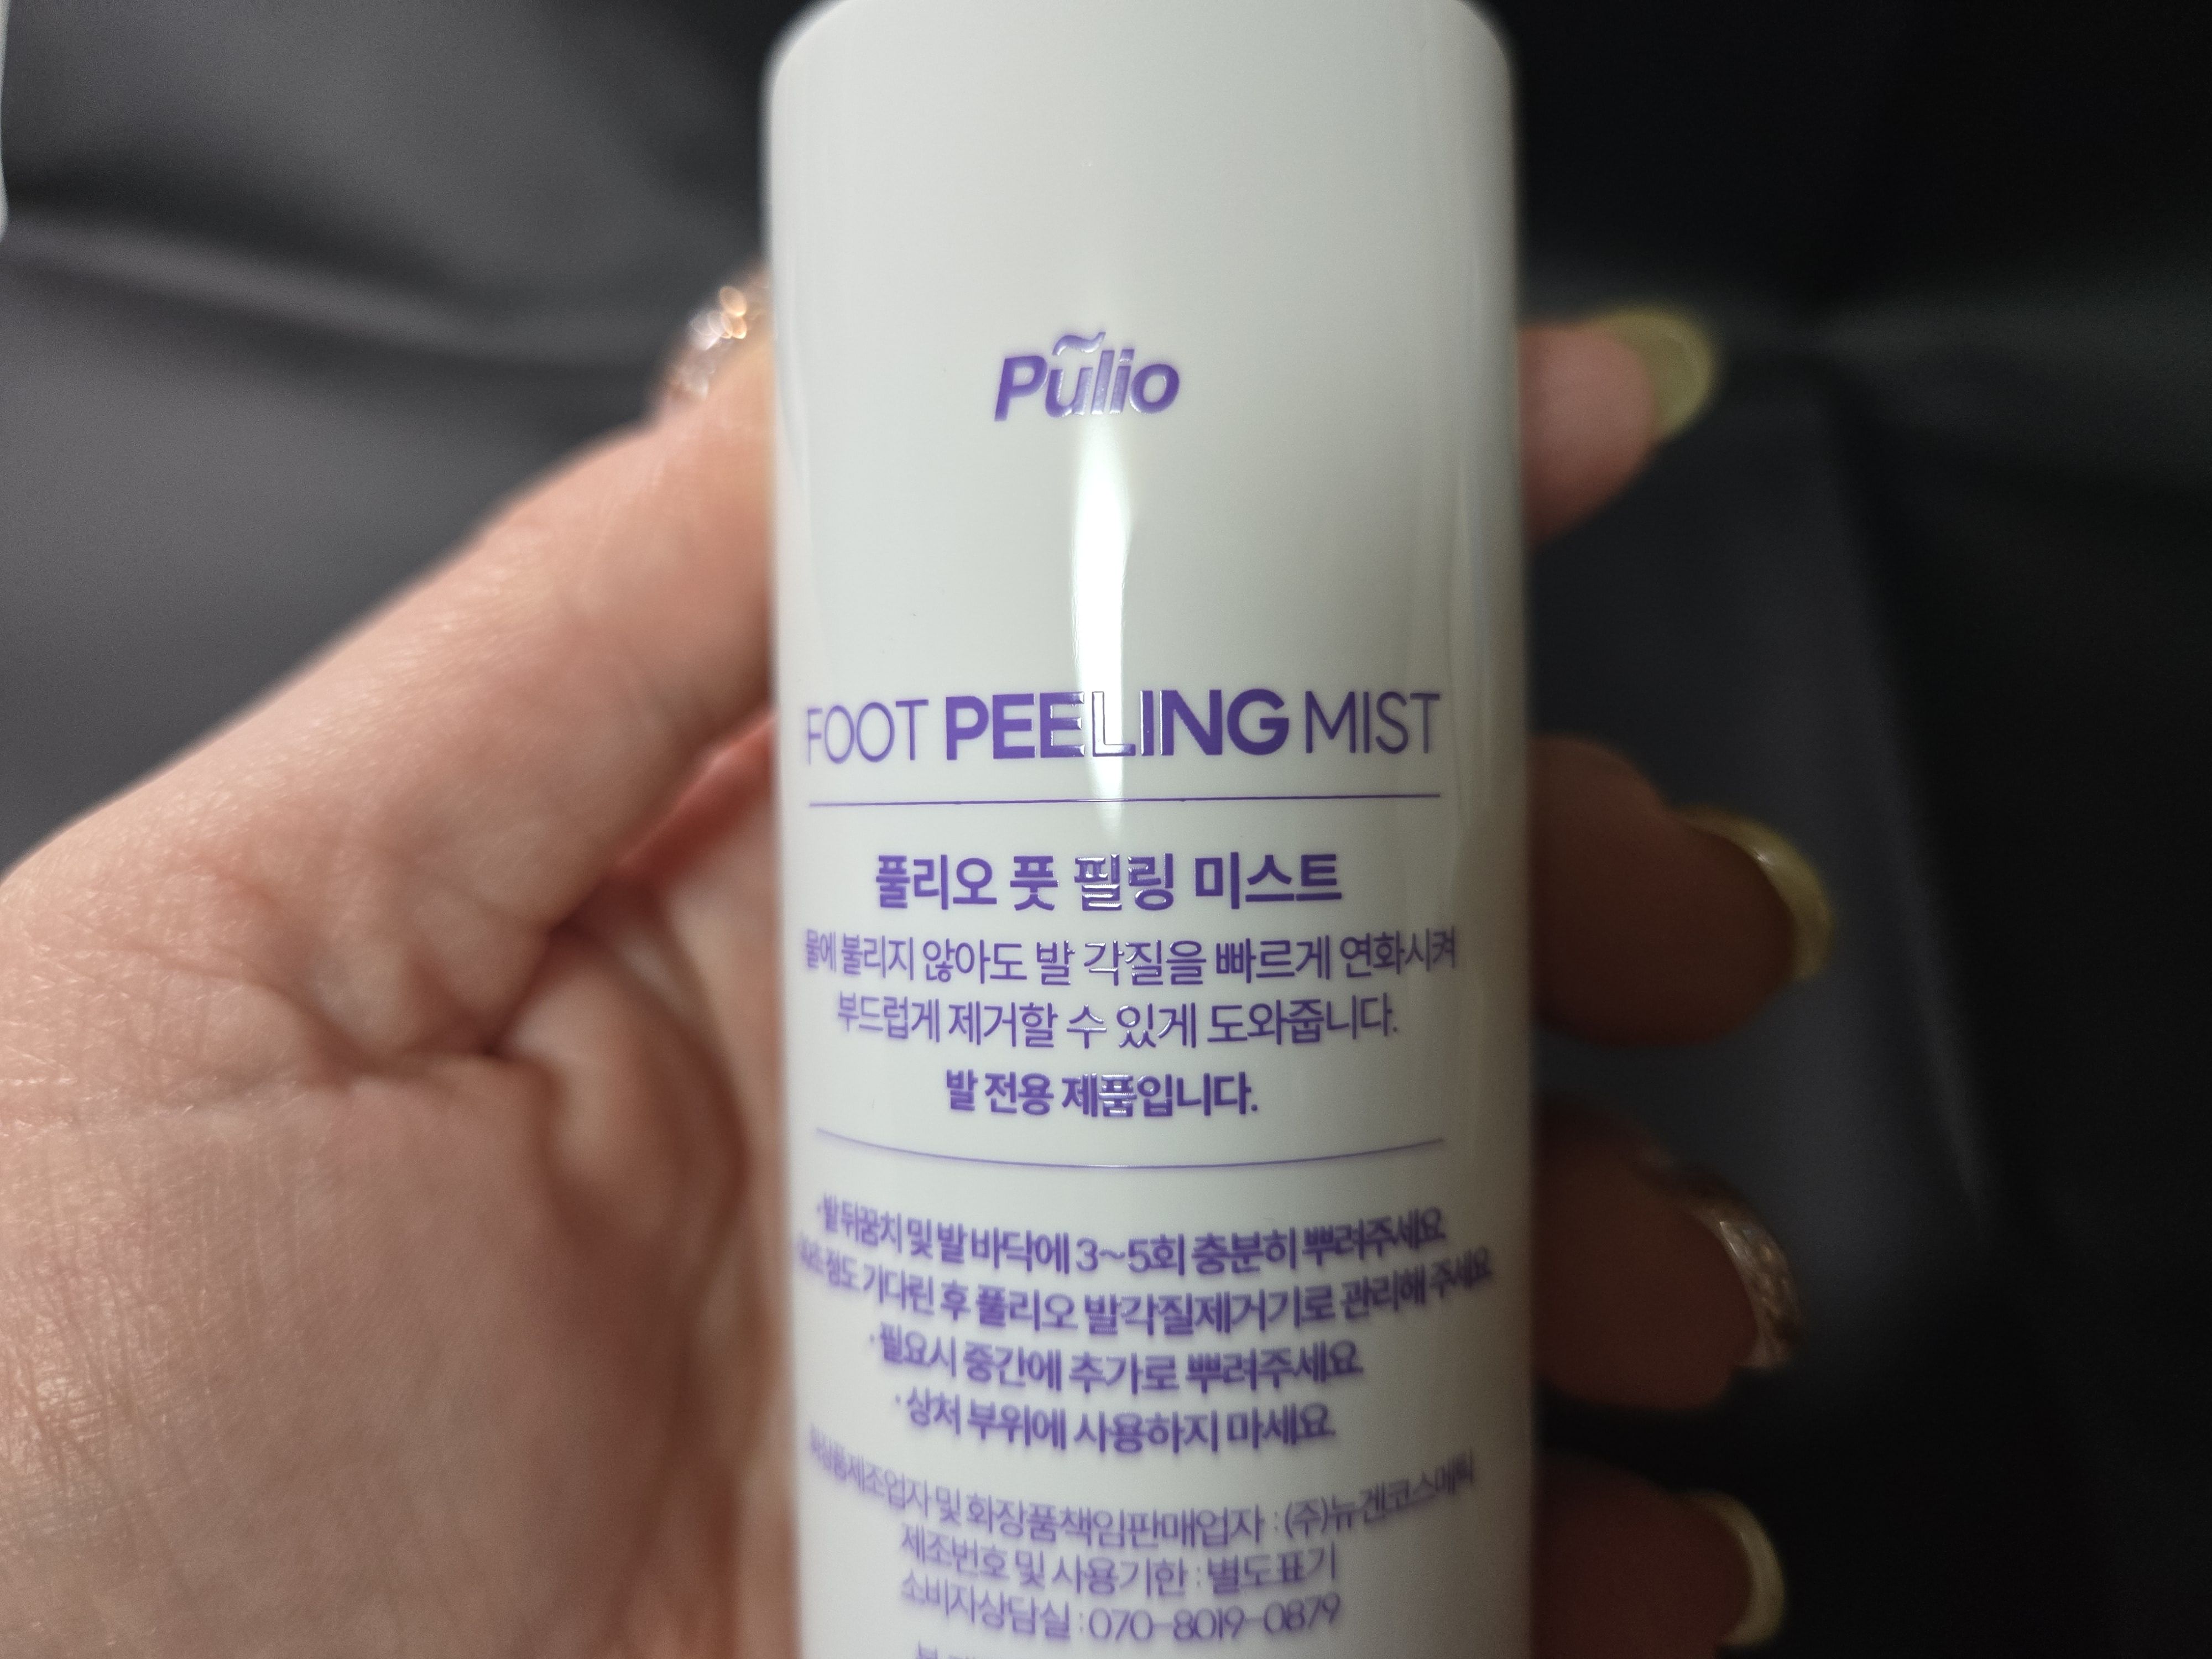 Pulio
FOOT PEELING MIST
풀리오 풋 필링 미스트
물에 불리지 않아도 발 각질을 빠르게 연화시켜
부드럽게 제거할 수 있게 도와줍니다.
발 전용 제품입니다.
·발 뒤꿈치 및 발 바닥에 3~5회 충분히 뿌려주세요
정도 기다린 후 풀리오 발각질제거기로 관리해 주세요
·필요시 중간에 추가로 뿌려주세요
·상처 부위에 사용하지 마세요
화장품제조업자 및 화장품책임판매업자 : (주)뉴겐코스메틱
제조번호 및 사용기한 : 별도표기
소비자상담실 : 070-8019-0879